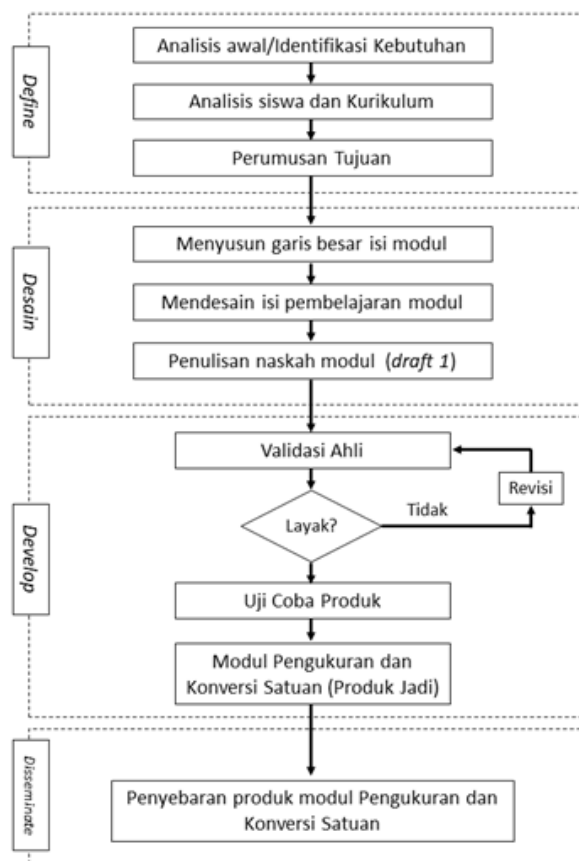 Define
Analisis awal/Identifikasi Kebutuhan
Analisis siswa dan Kurikulum
Perumusan Tujuan
Desain
Menyusun garis besar isi modul
Mendesain isi pembelajaran modul
Penulisan naskah modul (draft 1)
Develop
Validasi Ahli
Revisi
Layak?
Tidak
Uji Coba Produk
Modul Pengukuran dan
Konversi Satuan (Produk Jadi)
Disseminate
Penyebaran produk modul Pengukuran dan
Konversi Satuan